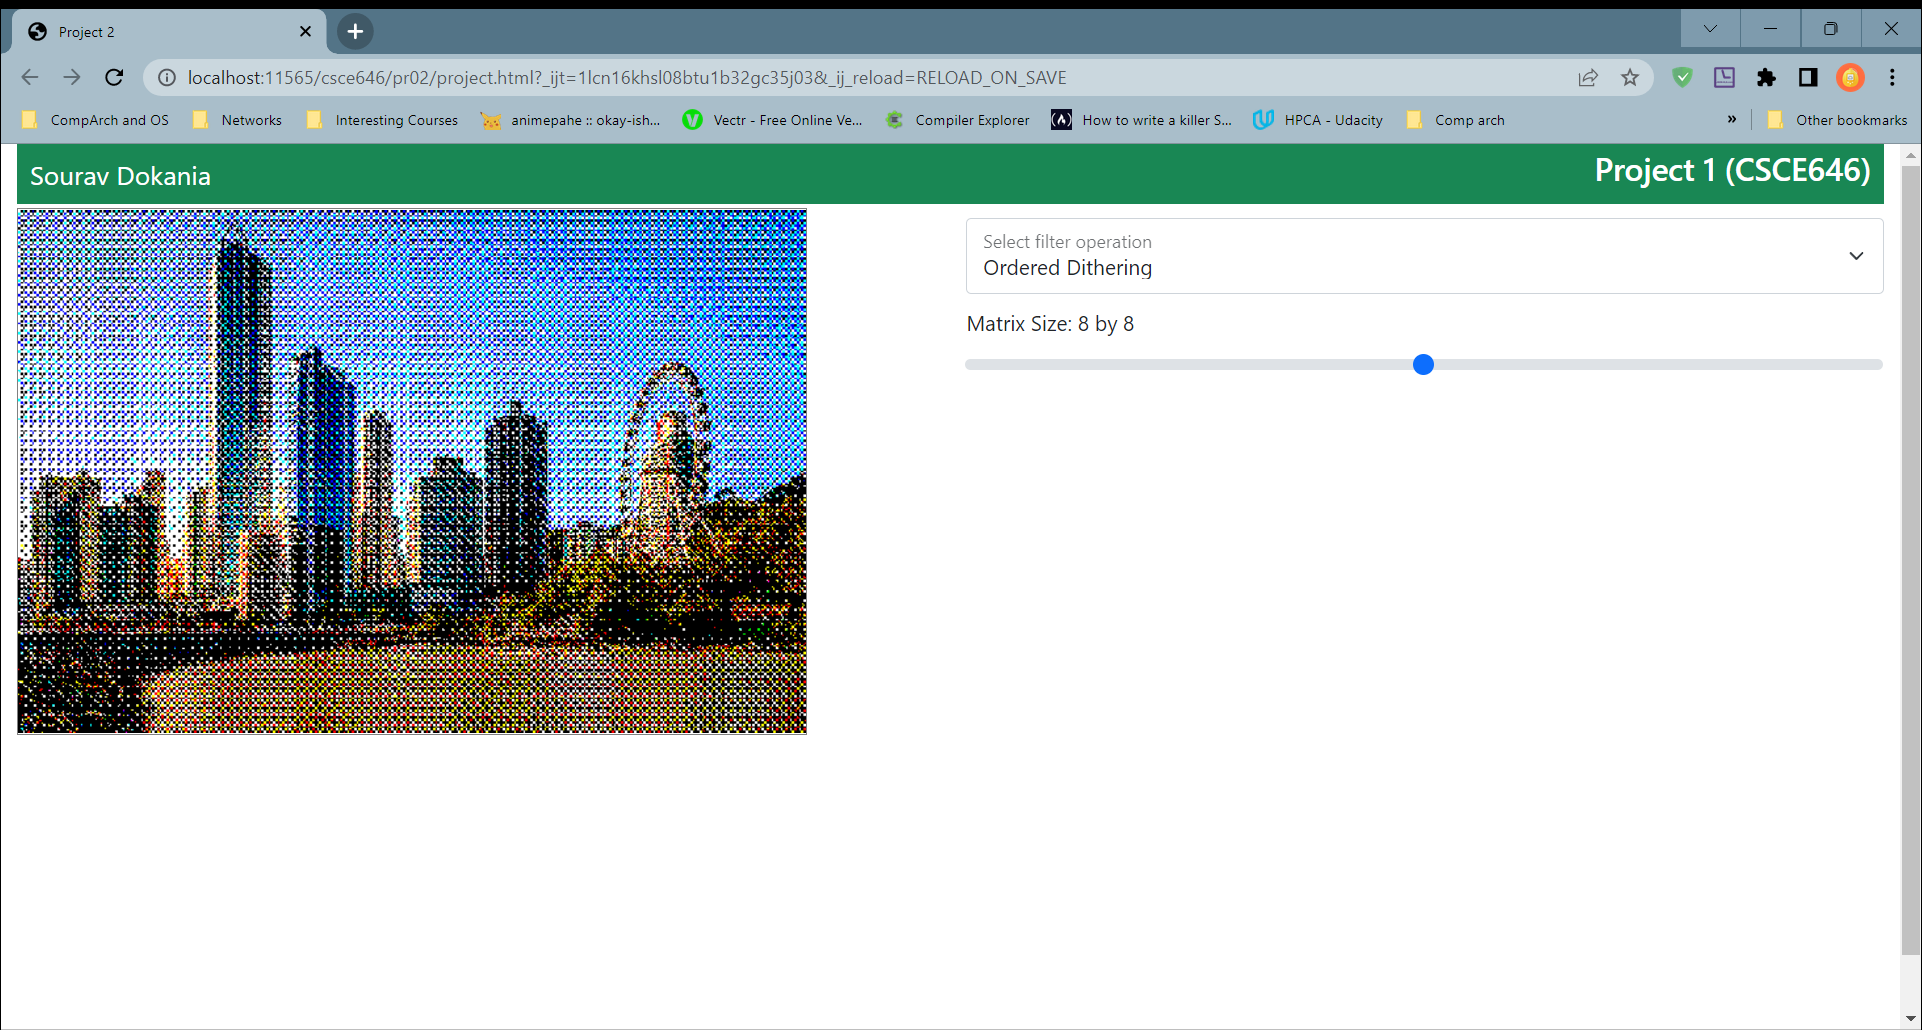 Project 2
localhost:11565/csce646/pr02/project.html?_ijt=1lcn16khsl08btu1b32gc35j03&_ij_reload=RELOAD_ON_SAVE
CompArch and OS Networks Interesting Courses animepahe :: okay-ish... Vectr - Free Online Ve... Compiler Explorer How to write a killer S... HPCA - Udacity Comp arch » Other bookmarks
Sourav Dokania Project 1 (CSCE646)
Select filter operation
Ordered Dithering
Matrix Size: 8 by 8